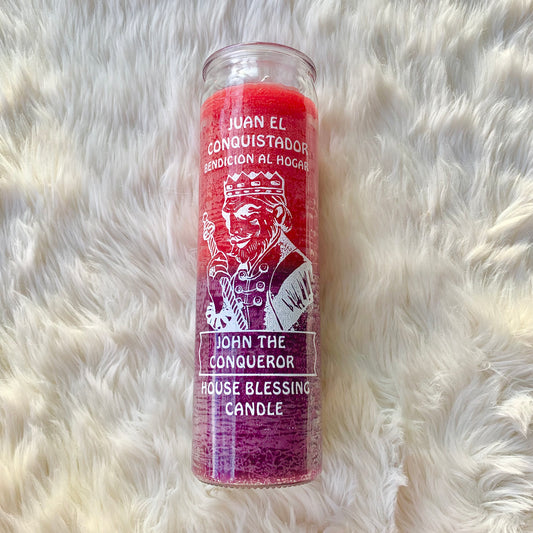 JUAN EL
CONQUISTADOR
BENDICION AL HOGAR
JOHN THE
CONQUEROR
HOUSE BLESSING
CANDLE